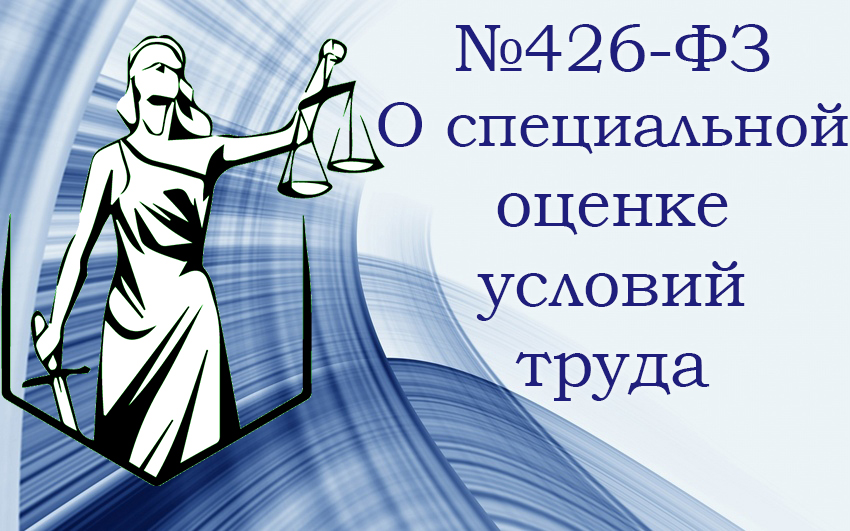 №426-ФЗ
О специальной
оценке
условий
труда